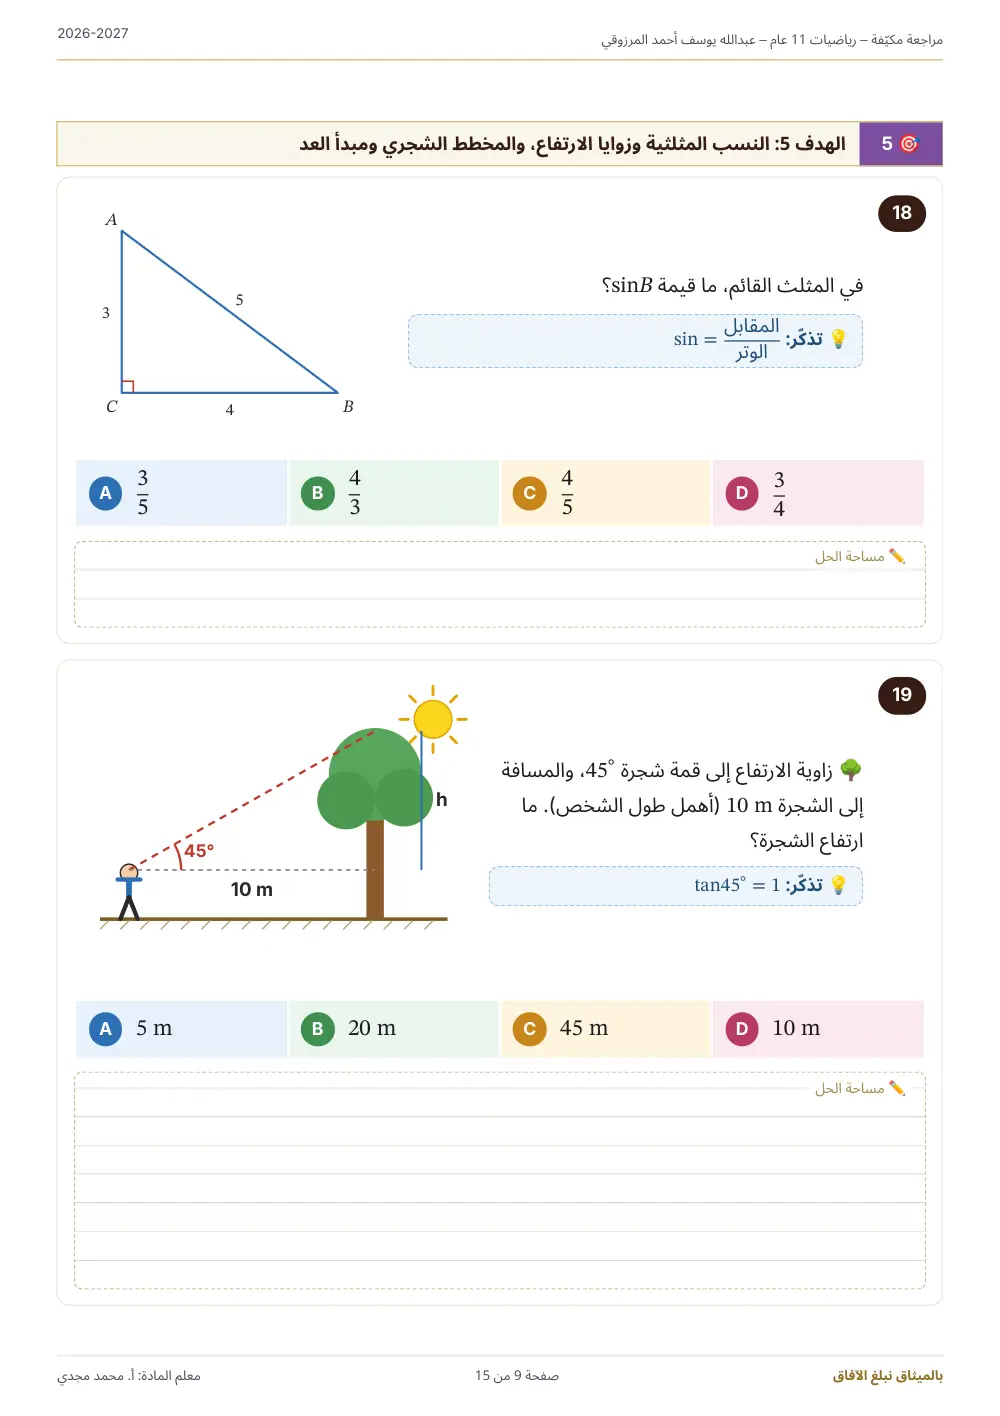 مراجعة مكيّفة – رياضيات 11 عام – عبدالله يوسف أحمد المرزوقي
2026-2027
🎯 5
الهدف 5: النسب المثلثية وزوايا الارتفاع، والمخطط الشجري ومبدأ العد
18
في المثلث القائم، ما قيمة sinB؟
💡 تذكّر: sin = المقابل / الوتر
A
3
5
C
4
B
A 3/5
B 4/3
C 4/5
D 3/4
✏️ مساحة الحل
19
🌳 زاوية الارتفاع إلى قمة شجرة 45°، والمسافة
إلى الشجرة 10 m (أهمل طول الشخص). ما
ارتفاع الشجرة؟
💡 تذكّر: tan45° = 1
h
45°
10 m
A 5 m
B 20 m
C 45 m
D 10 m
✏️ مساحة الحل
بالميثاق نبلغ الآفاق
صفحة 9 من 15
معلم المادة: أ. محمد مجدي